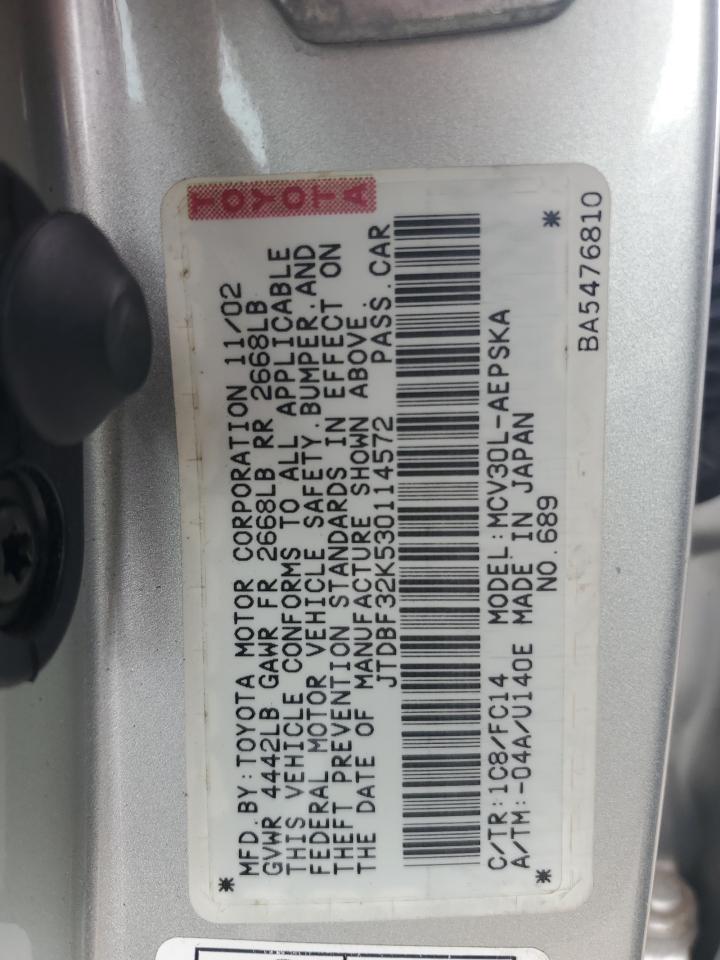 TOYOTA
MFD. BY: TOYOTA MOTOR CORPORATION 11/02
GVWR 4442LB GAWR FR 2668LB RR 2668LB
THIS VEHICLE CONFORMS TO ALL APPLICABLE
FEDERAL MOTOR VEHICLE SAFETY, BUMPER, AND
THEFT PREVENTION STANDARDS IN EFFECT ON
THE DATE OF MANUFACTURE SHOWN ABOVE.
JTDBF32K530114572 PASS. CAR
C/TR: 1C8/FC14 MODEL: MCV30L-AEPSKA
A/TM: -04A/U140E MADE IN JAPAN
NO. 689
BA5476810